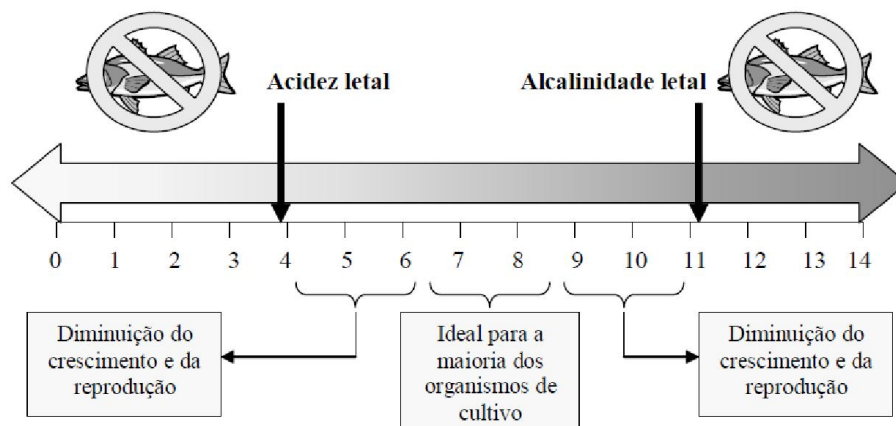 Acidez letal
Alcalinidade letal
0 1 2 3 4 5 6 7 8 9 10 11 12 13 14
Diminuição do
crescimento e da
reprodução
Ideal para a
maioria dos
organismos de
cultivo
Diminuição do
crescimento e da
reprodução